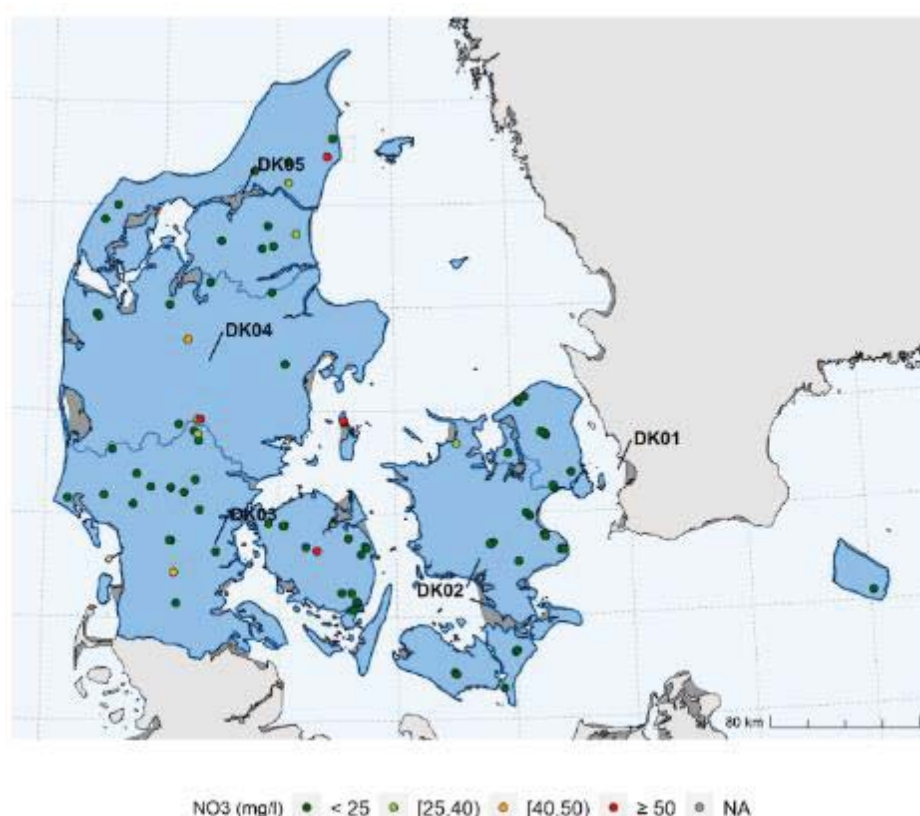 DK05
DK04
DK01
DK03
DK02
80 km
NO3 (mg/l) < 25 [25,40) [40,50) ≥ 50 NA